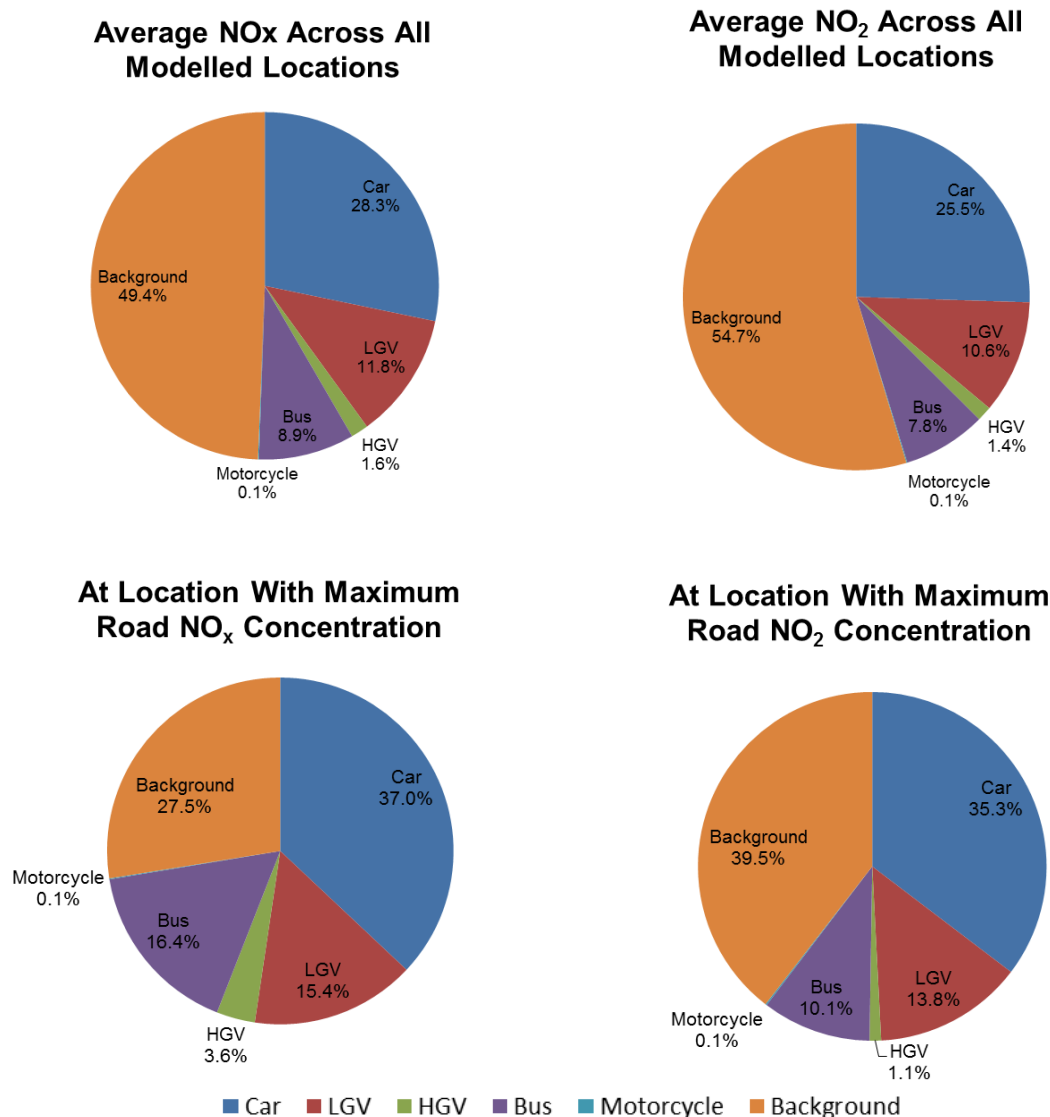 Average NOx Across All
Modelled Locations
Car
28.3%
LGV
11.8%
HGV
1.6%
Bus
8.9%
Motorcycle
0.1%
Background
49.4%
Average NO₂ Across All
Modelled Locations
Car
25.5%
LGV
10.6%
HGV
1.4%
Bus
7.8%
Motorcycle
0.1%
Background
54.7%
At Location With Maximum
Road NOₓ Concentration
Car
37.0%
LGV
15.4%
HGV
3.6%
Bus
16.4%
Motorcycle
0.1%
Background
27.5%
At Location With Maximum
Road NO₂ Concentration
Car
35.3%
LGV
13.8%
HGV
1.1%
Bus
10.1%
Motorcycle
0.1%
Background
39.5%
Car LGV HGV Bus Motorcycle Background